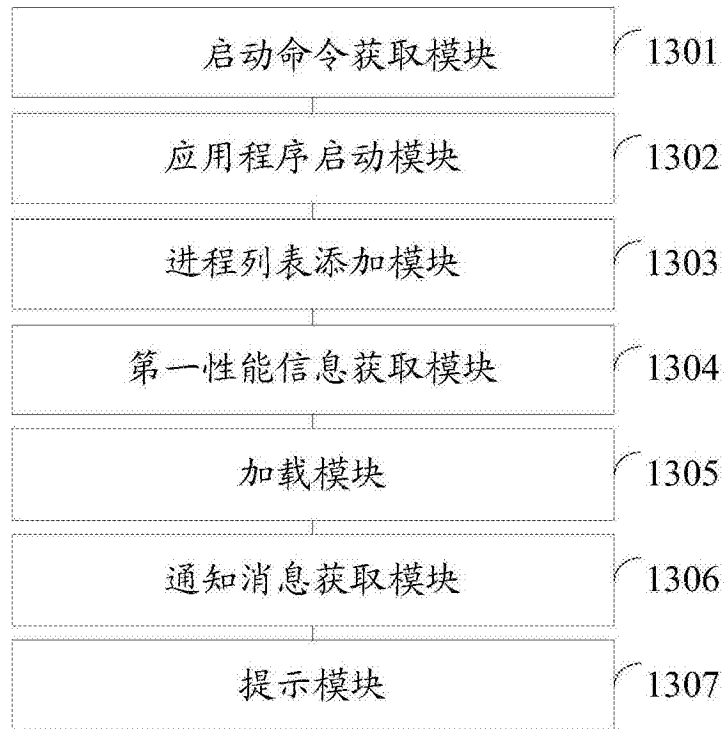 启动命令获取模块 1301
应用程序启动模块 1302
进程列表添加模块 1303
第一性能信息获取模块 1304
加载模块 1305
通知消息获取模块 1306
提示模块 1307